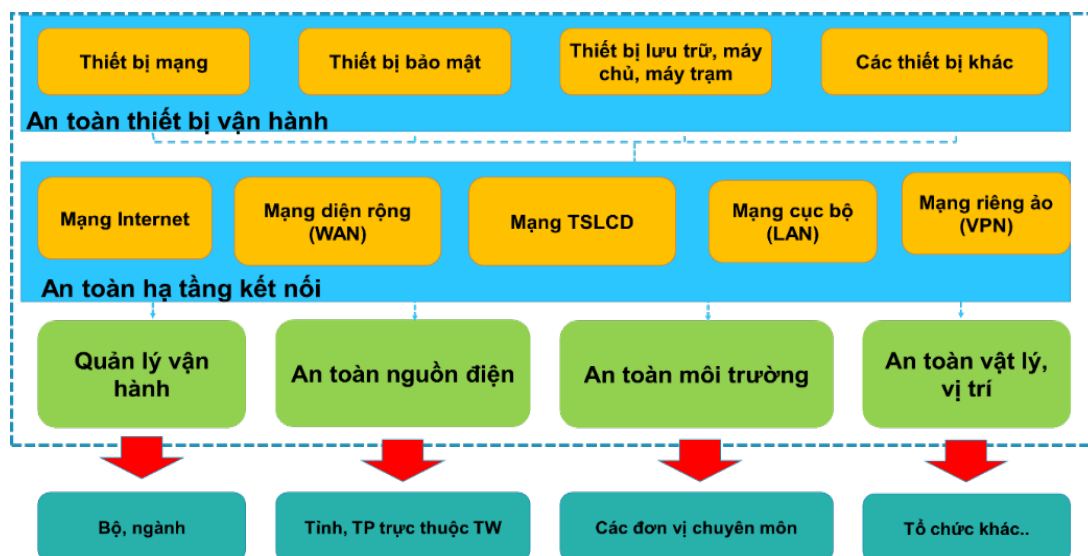 Thiết bị mạng
Thiết bị bảo mật
Thiết bị lưu trữ, máy
chủ, máy trạm
Các thiết bị khác
An toàn thiết bị vận hành
Mạng Internet
Mạng diện rộng
(WAN)
Mạng TSLCD
Mạng cục bộ
(LAN)
Mạng riêng ảo
(VPN)
An toàn hạ tầng kết nối
Quản lý vận
hành
An toàn nguồn điện
An toàn môi trường
An toàn vật lý,
vị trí
Bộ, ngành
Tỉnh, TP trực thuộc TW
Các đơn vị chuyên môn
Tổ chức khác..